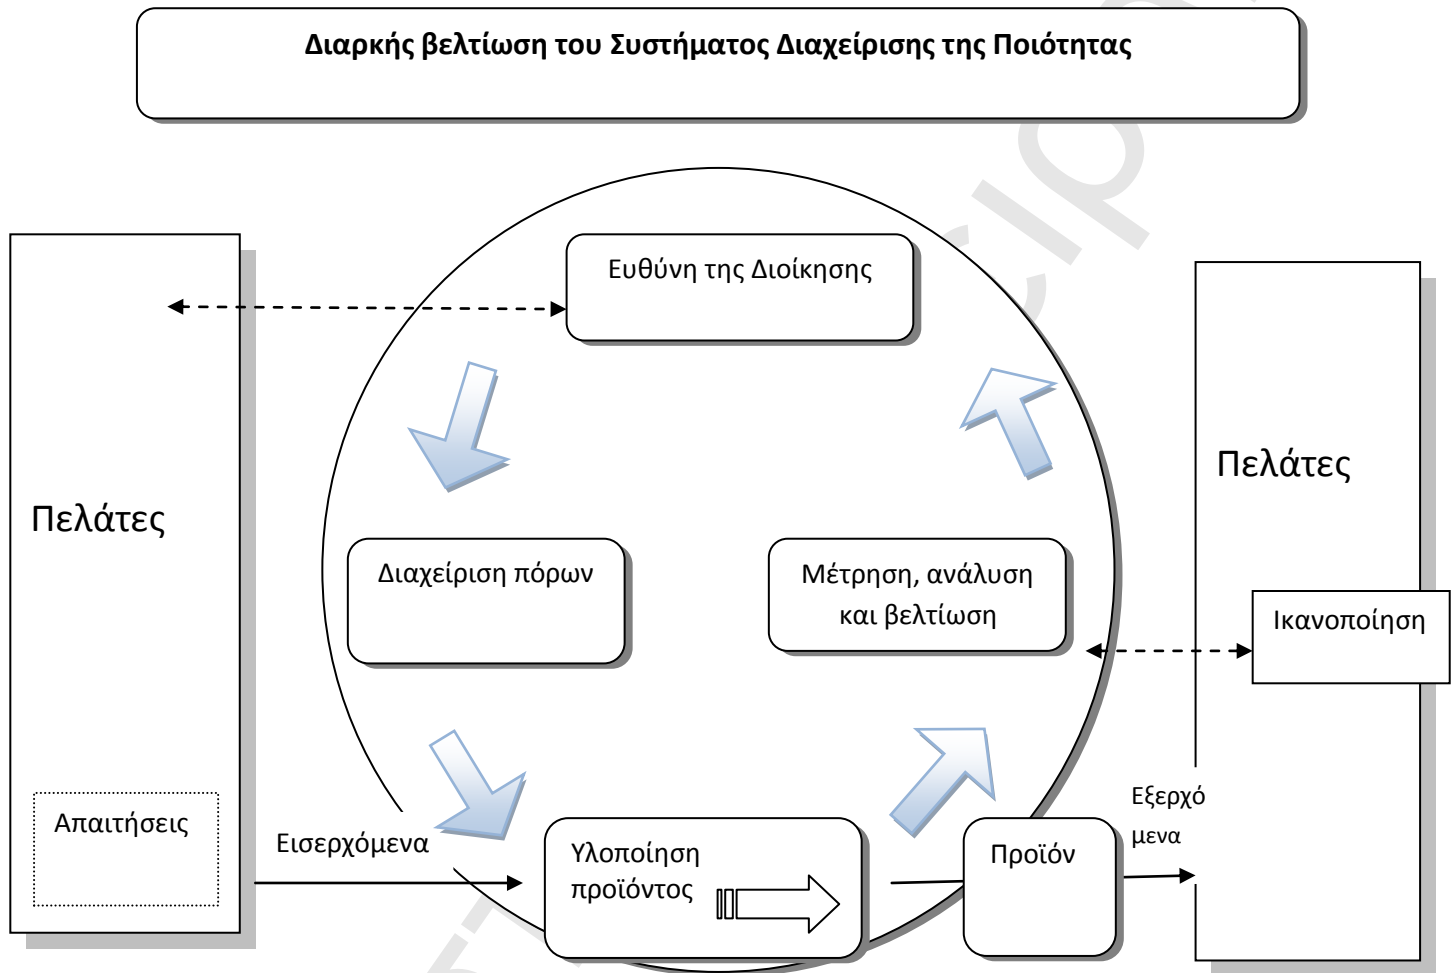 Διαρκής βελτίωση του Συστήματος Διαχείρισης της Ποιότητας
Ευθύνη της Διοίκησης
Πελάτες
Πελάτες
Διαχείριση πόρων
Μέτρηση, ανάλυση
και βελτίωση
Ικανοποίηση
Απαιτήσεις
Εισερχόμενα
Υλοποίηση
προϊόντος
Προϊόν
Εξερχό
μενα